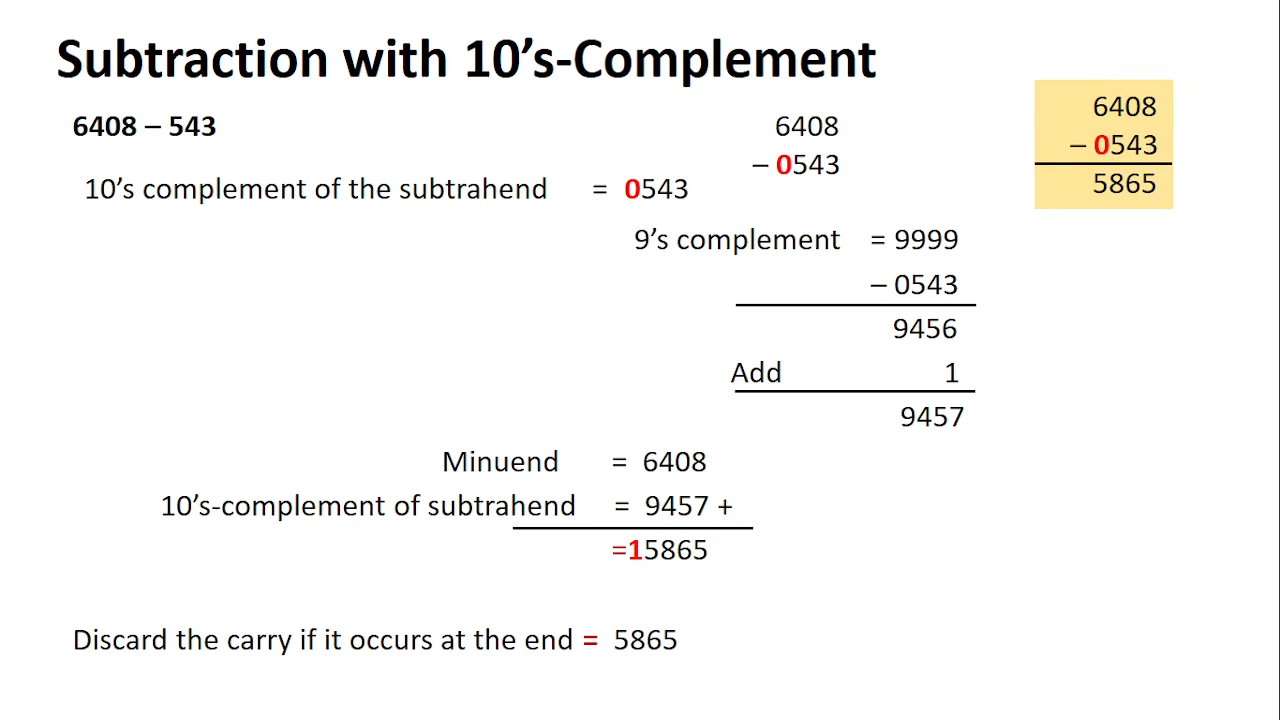 Subtraction with 10’s-Complement
6408 – 543
10’s complement of the subtrahend = 0543
6408
– 0543
6408
– 0543
5865
9’s complement = 9999
– 0543
9456
Add 1
9457
Minuend = 6408
10’s-complement of subtrahend = 9457 +
=15865
Discard the carry if it occurs at the end = 5865